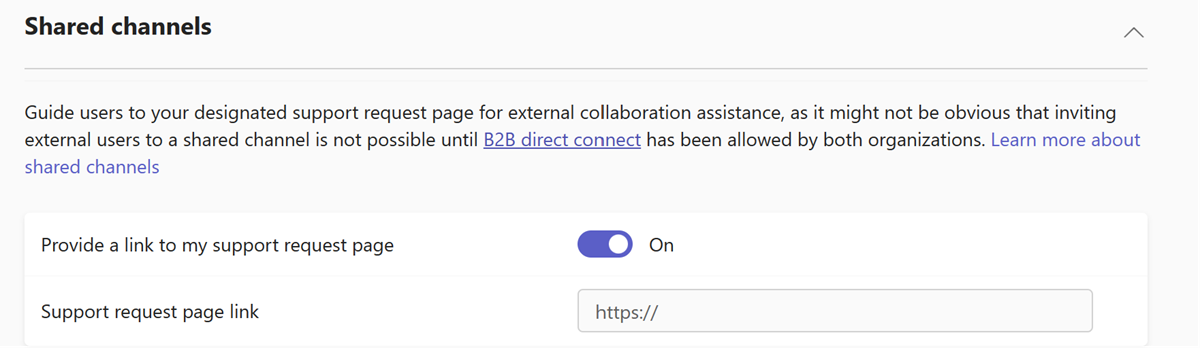 Shared channels
Guide users to your designated support request page for external collaboration assistance, as it might not be obvious that inviting
external users to a shared channel is not possible until B2B direct connect has been allowed by both organizations. Learn more about
shared channels
Provide a link to my support request page On
Support request page link https://